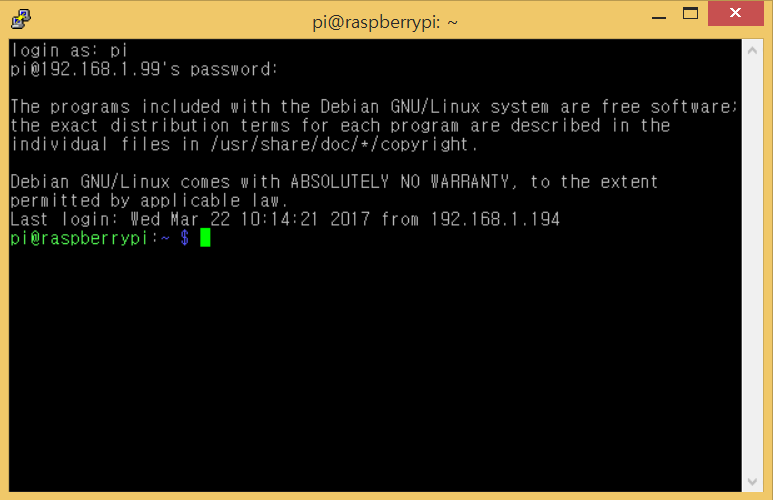 pi@raspberrypi: ~
login as: pi
pi@192.168.1.99's password:
The programs included with the Debian GNU/Linux system are free software;
the exact distribution terms for each program are described in the
individual files in /usr/share/doc/*/copyright.
Debian GNU/Linux comes with ABSOLUTELY NO WARRANTY, to the extent
permitted by applicable law.
Last login: Wed Mar 22 10:14:21 2017 from 192.168.1.194
pi@raspberrypi:~ $